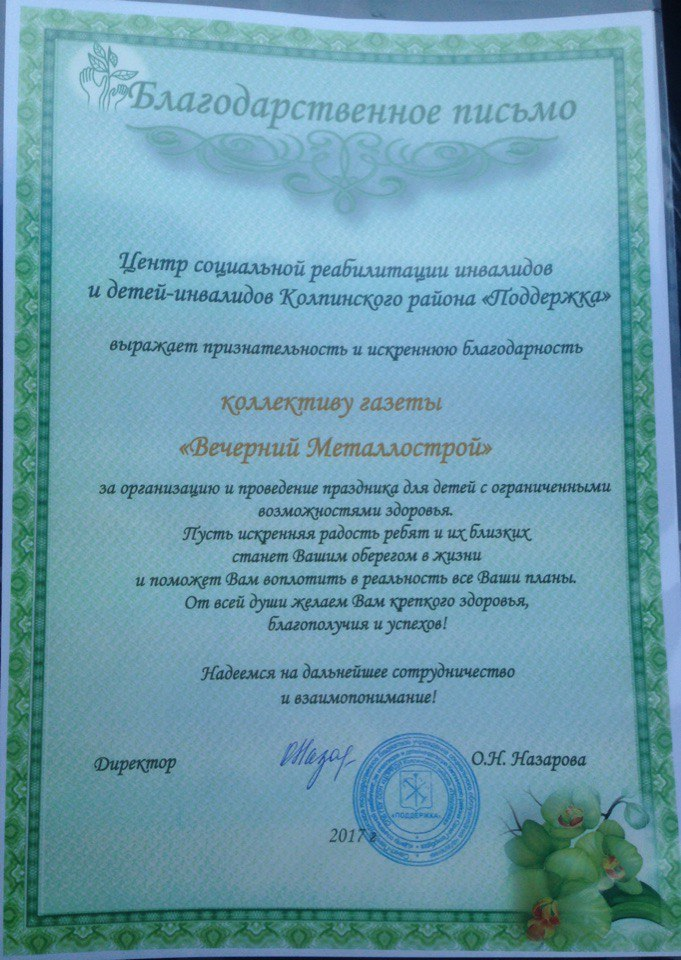 Благодарственное письмо
Центр социальной реабилитации инвалидов
и детей-инвалидов Колпинского района «Поддержка»
выражает признательность и искреннюю благодарность
коллективу газеты
«Вечерний Металлострой»
за организацию и проведение праздника для детей с ограниченными
возможностями здоровья.
Пусть искренняя радость ребят и их близких
станет Вашим оберегом в жизни
и поможет Вам воплотить в реальность все Ваши планы.
От всей души желаем Вам крепкого здоровья,
благополучия и успехов!
Надеемся на дальнейшее сотрудничество
и взаимопонимание!
Директор
О.Н. Назарова
«ПОДДЕРЖКА»
2017 г